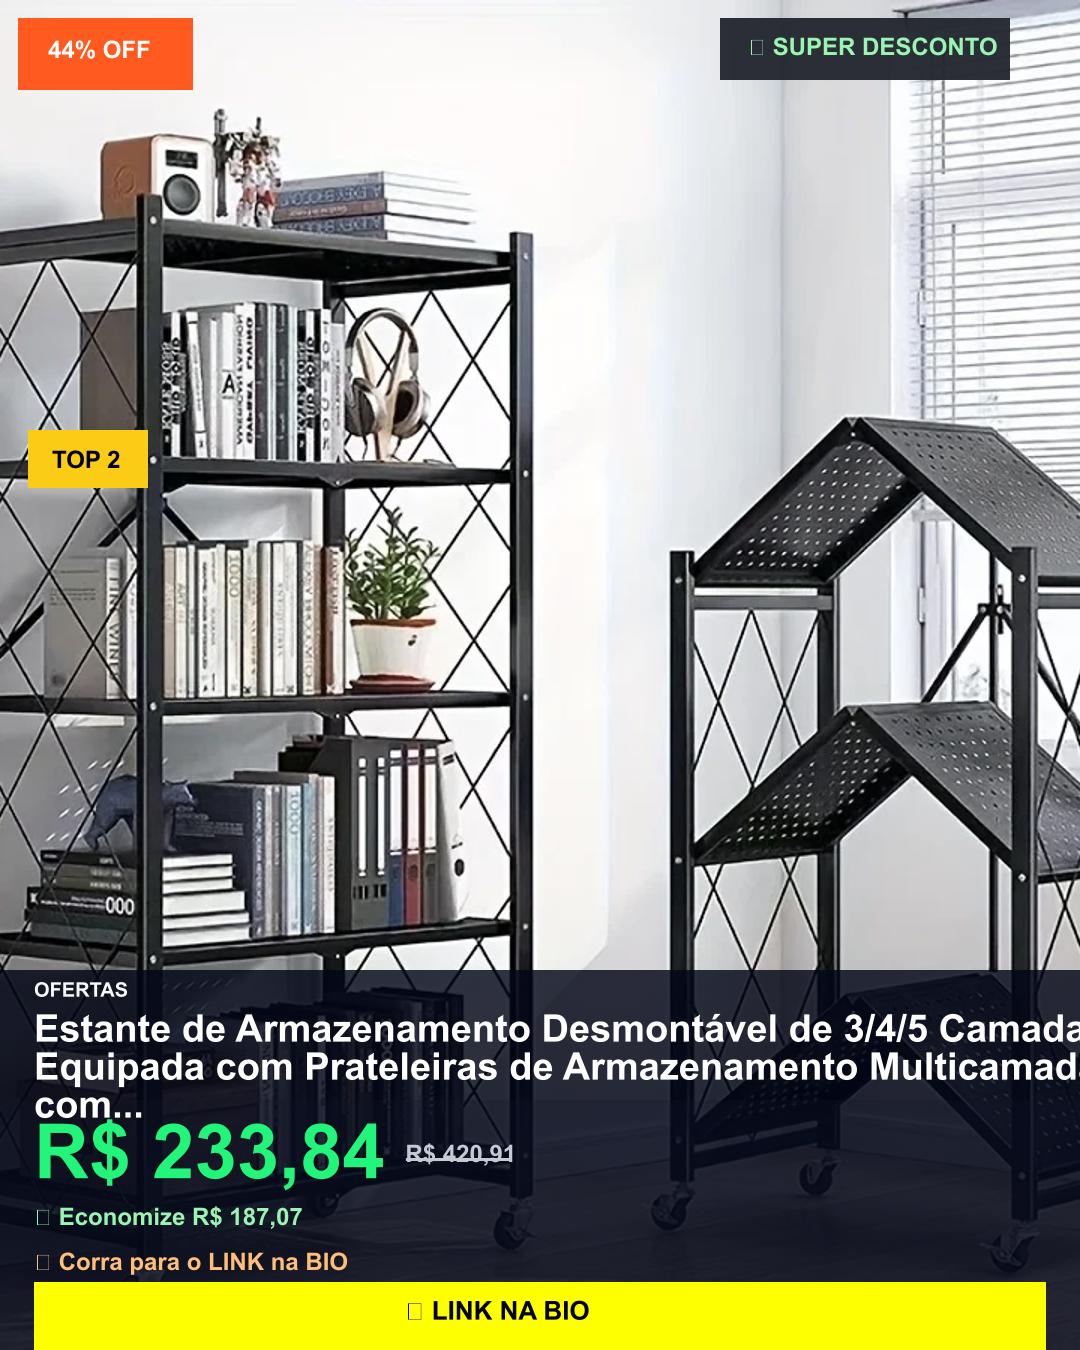 44% OFF
SUPER DESCONTO
TOP 2
OFERTAS
Estante de Armazenamento Desmontável de 3/4/5 Camada
Equipada com Prateleiras de Armazenamento Multicamad
com...
R$ 233,84 R$ 420,91
Economize R$ 187,07
Corra para o LINK na BIO
LINK NA BIO